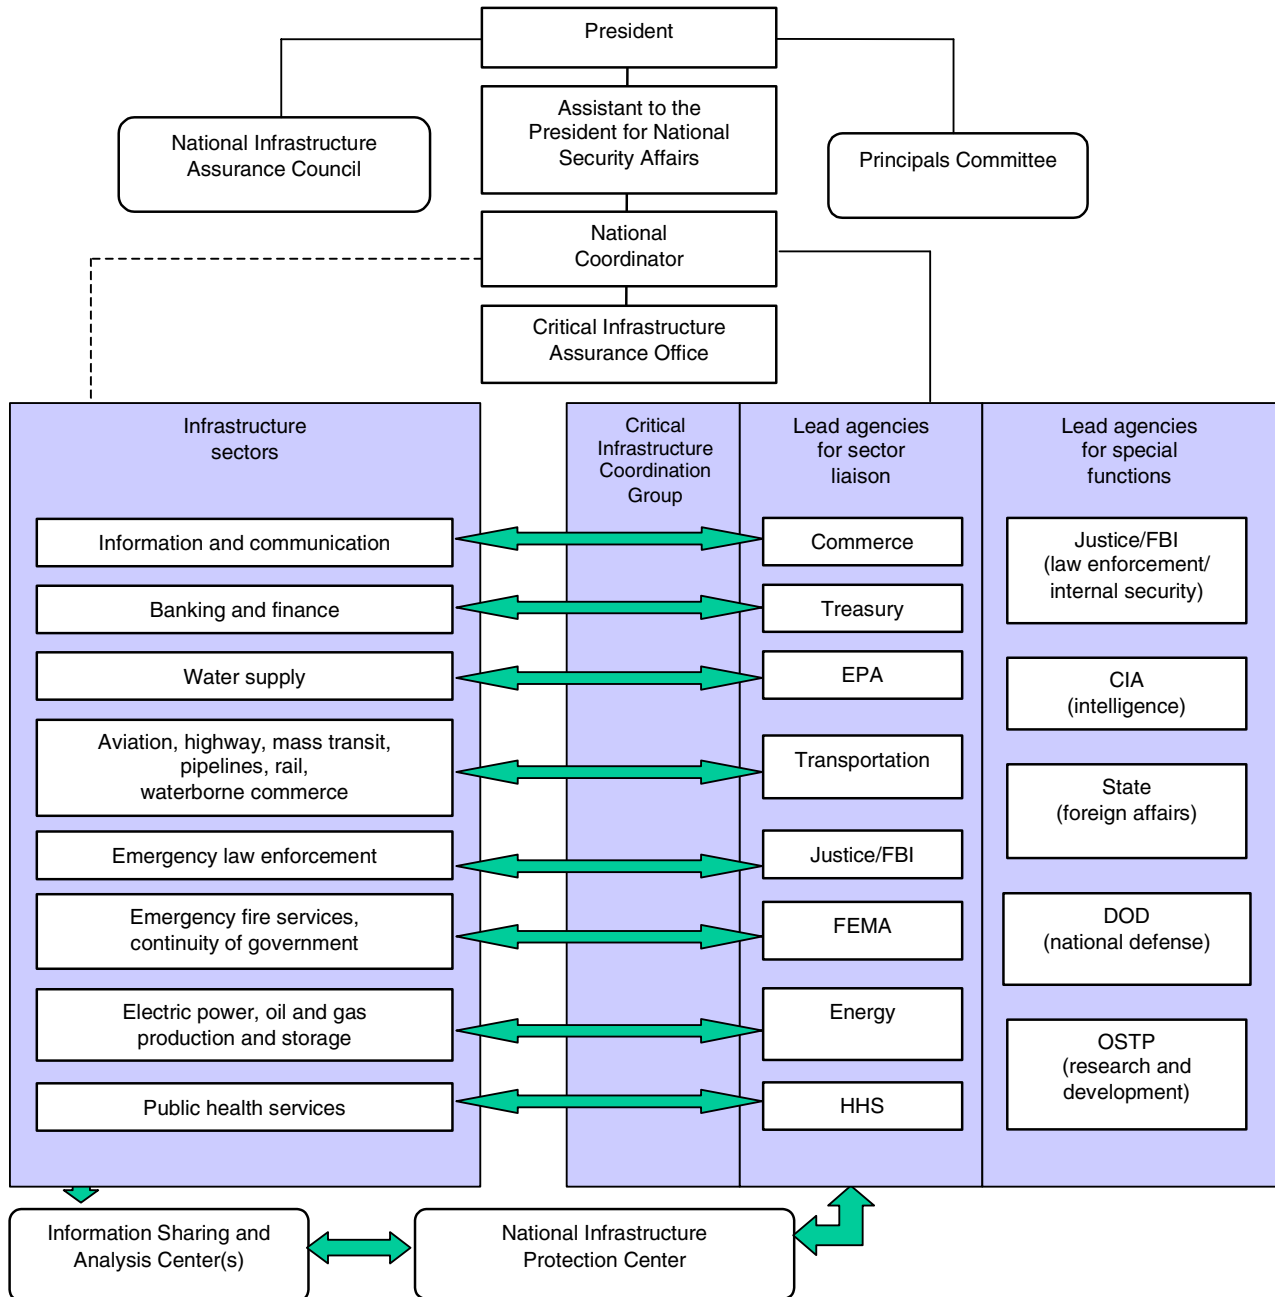 President
Assistant to the
President for National
Security Affairs
National Infrastructure
Assurance Council
Principals Committee
National
Coordinator
Critical Infrastructure
Assurance Office
Infrastructure
sectors
Critical
Infrastructure
Coordination
Group
Lead agencies
for sector
liaison
Lead agencies
for special
functions
Information and communication
Commerce
Banking and finance
Treasury
Water supply
EPA
Aviation, highway, mass transit,
pipelines, rail,
waterborne commerce
Transportation
Emergency law enforcement
Justice/FBI
Emergency fire services,
continuity of government
FEMA
Electric power, oil and gas
production and storage
Energy
Public health services
HHS
Justice/FBI
(law enforcement/
internal security)
CIA
(intelligence)
State
(foreign affairs)
DOD
(national defense)
OSTP
(research and
development)
Information Sharing and
Analysis Center(s)
National Infrastructure
Protection Center